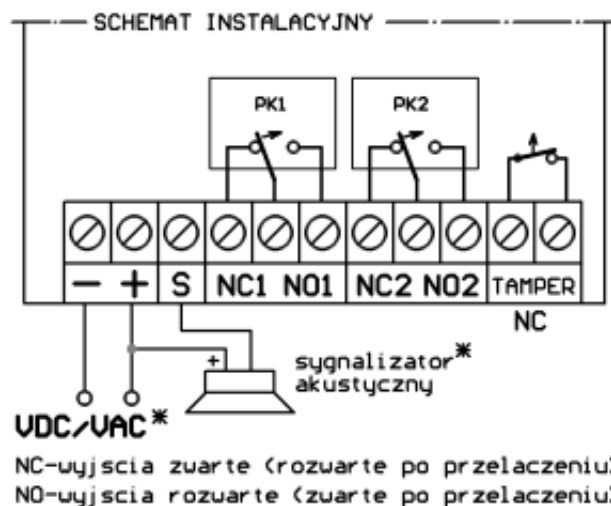 SCHEMAT INSTALACYJNY
PK1 PK2
- + S NC1 NO1 NC2 NO2 TAMPER
NC
+
sygnalizator*
akustyczny
VDC/VAC*
NC-wyjscia zwarte (rozwarte po przelaczeniu)
NO-wyjscia rozwarte (zwarte po przelaczeniu)